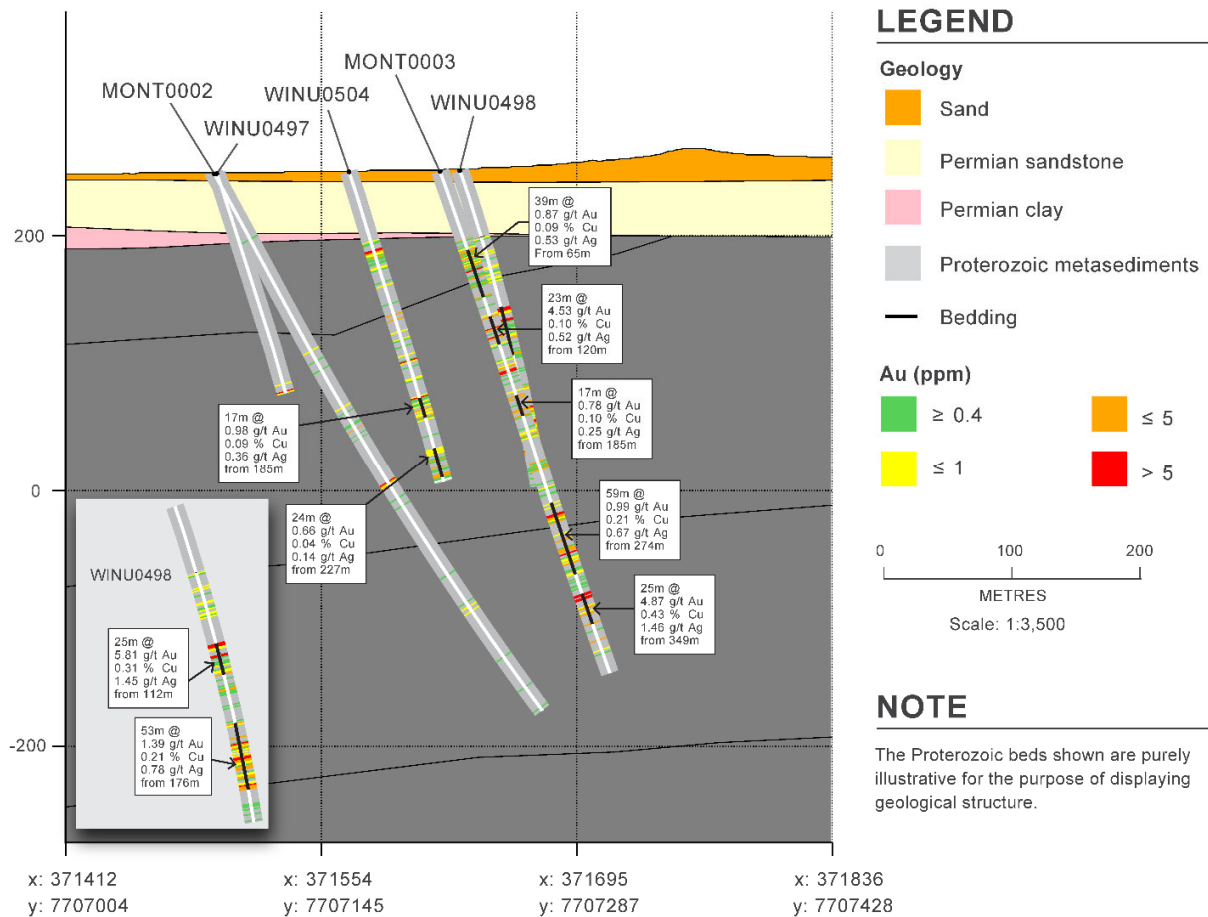 MONT0003
MONT0002
WINU0504
WINU0498
WINU0497
39m @
0.87 g/t Au
0.09 % Cu
0.53 g/t Ag
From 65m
200
23m @
4.53 g/t Au
0.10 % Cu
0.52 g/t Ag
from 120m
17m @
0.98 g/t Au
0.09 % Cu
0.36 g/t Ag
from 185m
17m @
0.78 g/t Au
0.10 % Cu
0.25 g/t Ag
from 185m
0
24m @
0.66 g/t Au
0.04 % Cu
0.14 g/t Ag
from 227m
59m @
0.99 g/t Au
0.21 % Cu
0.67 g/t Ag
from 274m
25m @
4.87 g/t Au
0.43 % Cu
1.46 g/t Ag
from 349m
WINU0498
25m @
5.81 g/t Au
0.31 % Cu
1.45 g/t Ag
from 112m
53m @
1.39 g/t Au
0.21 % Cu
0.78 g/t Ag
from 176m
-200
x: 371412
y: 7707004
x: 371554
y: 7707145
x: 371695
y: 7707287
x: 371836
y: 7707428
LEGEND
Geology
Sand
Permian sandstone
Permian clay
Proterozoic metasediments
Bedding
Au (ppm)
≥ 0.4
≤ 5
≤ 1
> 5
0 100 200
METRES
Scale: 1:3,500
NOTE
The Proterozoic beds shown are purely
illustrative for the purpose of displaying
geological structure.